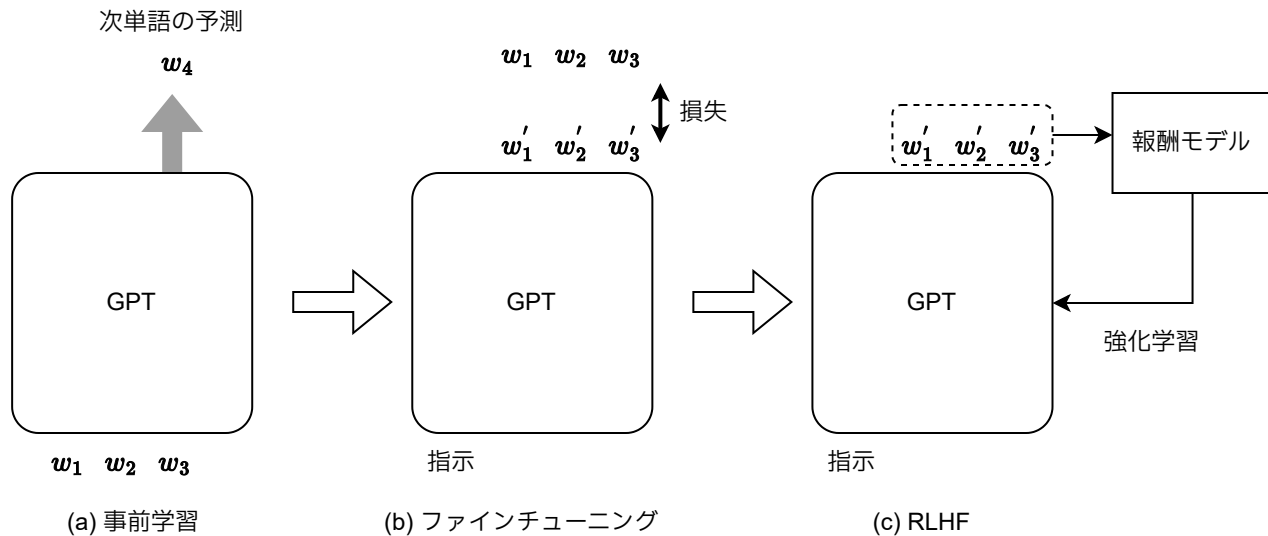 次単語の予測
w4
w1 w2 w3
損失
w1' w2' w3'
w1' w2' w3'
報酬モデル
GPT
GPT
GPT
強化学習
w1 w2 w3
指示
指示
(a) 事前学習
(b) ファインチューニング
(c) RLHF